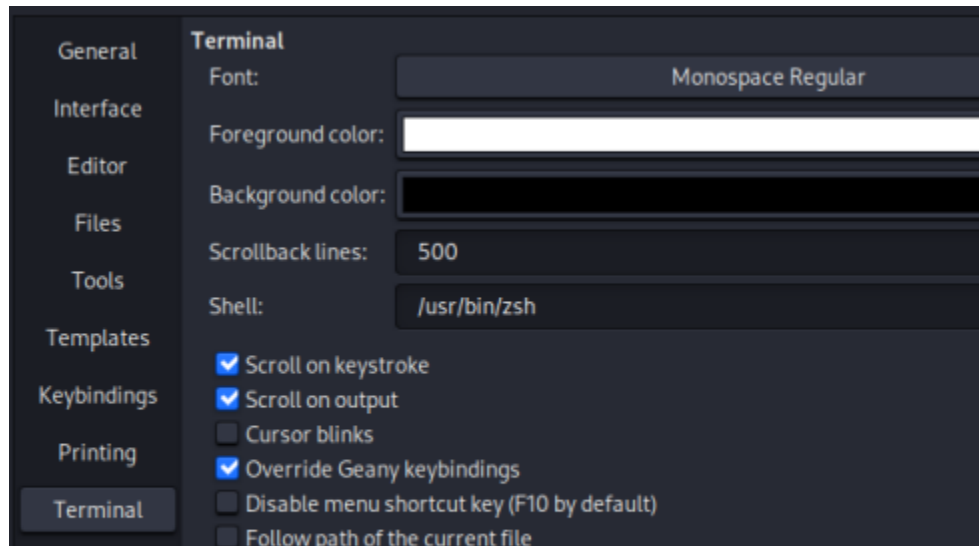 General
Interface
Editor
Files
Tools
Templates
Keybindings
Printing
Terminal
Terminal
Font: Monospace Regular
Foreground color:
Background color:
Scrollback lines: 500
Shell: /usr/bin/zsh
Scroll on keystroke
Scroll on output
Cursor blinks
Override Geany keybindings
Disable menu shortcut key (F10 by default)
Follow path of the current file